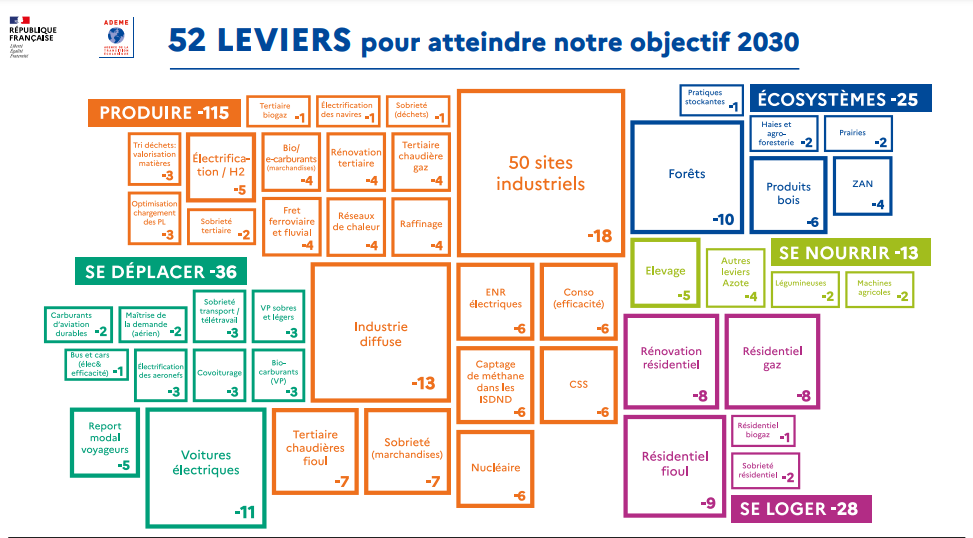 RÉPUBLIQUE
FRANÇAISE
Liberté
Égalité
Fraternité
ADEME
AGENCE DE LA
TRANSITION
ÉCOLOGIQUE
52 LEVIERS pour atteindre notre objectif 2030
PRODUIRE -115
Tertiaire
biogaz
-1
Électrification
des navires
-1
Sobriété
(déchets)
-1
Tri déchets:
valorisation
matières
-3
Électrifica-
tion / H2
-5
Bio/
e-carburants
(marchandises)
-4
Rénovation
tertiaire
-4
Tertiaire
chaudière
gaz
-4
Optimisation
chargement
des PL
-3
Sobriété
tertiaire
-2
Fret
ferroviaire
et fluvial
-4
Réseaux
de chaleur
-4
Raffinage
-4
50 sites
industriels
-18
Industrie
diffuse
-13
ENR
électriques
-6
Conso
(efficacité)
-6
Captage
de méthane
dans les
ISDND
-6
CSS
-6
Tertiaire
chaudières
fioul
-7
Sobriété
(marchandises)
-7
Nucléaire
-6
SE DÉPLACER -36
Carburants
d'aviation
durables
-2
Maîtrise de
la demande
(aérien)
-2
Sobriété
transport /
télétravail
-3
VP sobres
et légers
-3
Bus et cars
(élec&
efficacité)
-1
Électrification
des aeronefs
-3
Covoiturage
-3
Bio-
carburants
(VP)
-3
Report
modal
voyageurs
-5
Voitures
électriques
-11
ÉCOSYSTÈMES -25
Pratiques
stockantes
-1
Forêts
-10
Haies et
agro-
foresterie
-2
Prairies
-2
Produits
bois
-6
ZAN
-4
SE NOURRIR -13
Elevage
-5
Autres
leviers
Azote
-4
Légumineuses
-2
Machines
agricoles
-2
Rénovation
résidentiel
-8
Résidentiel
gaz
-8
Résidentiel
fioul
-9
Résidentiel
biogaz
-1
Sobriété
résidentiel
-2
SE LOGER -28